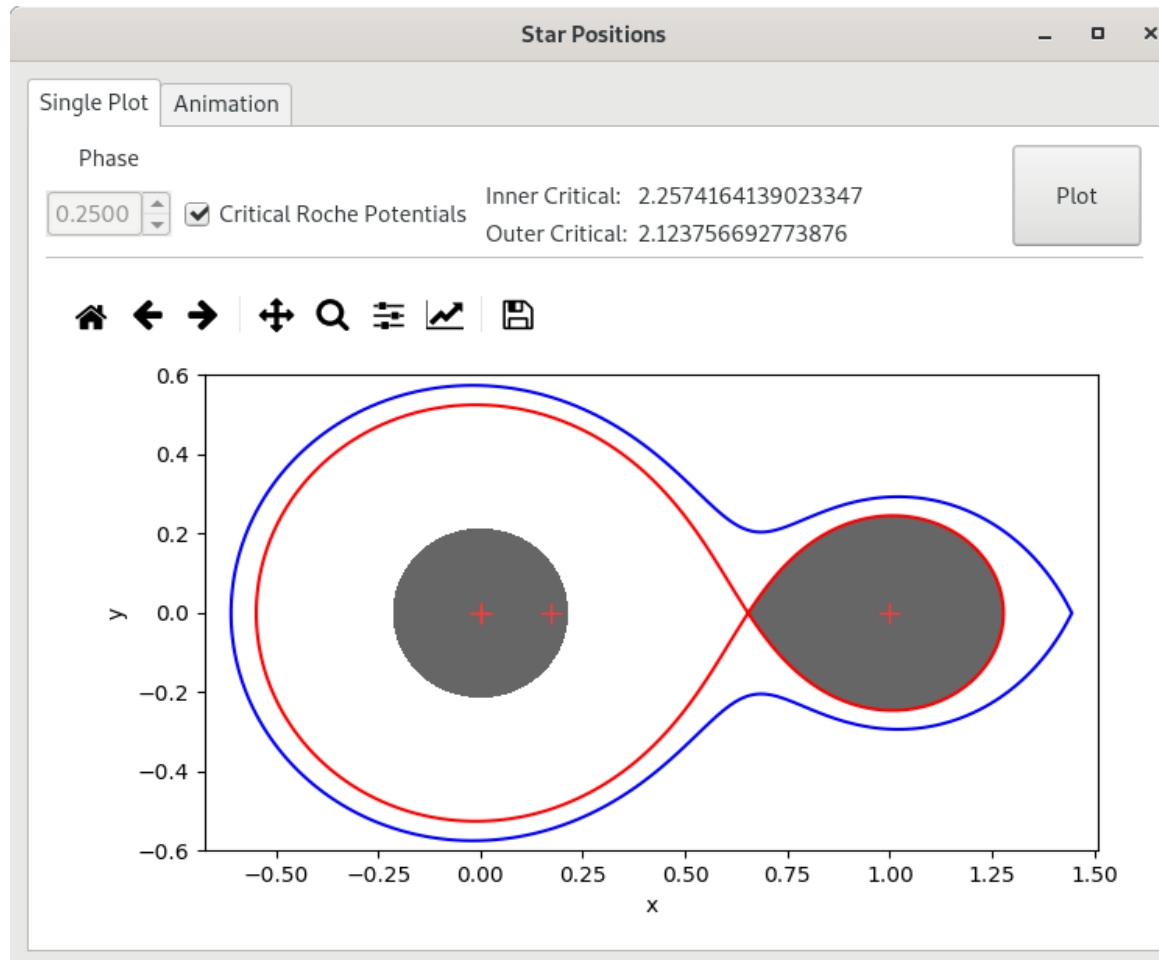 Star Positions
Single Plot Animation
Phase
0.2500 Critical Roche Potentials
Inner Critical: 2.2574164139023347
Outer Critical: 2.123756692773876
Plot
0.6
0.4
0.2
0.0
−0.2
−0.4
−0.6
y
−0.50 −0.25 0.00 0.25 0.50 0.75 1.00 1.25 1.50
x